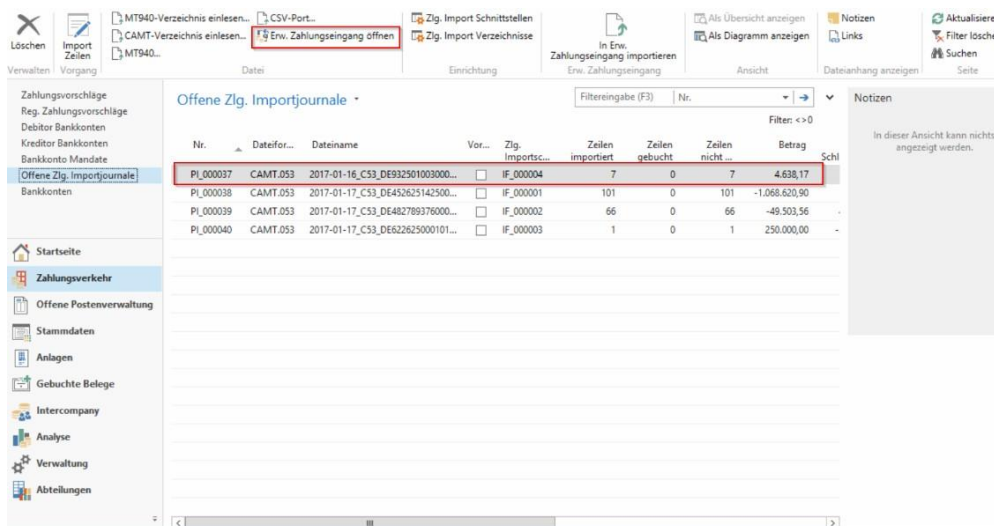 MT940-Verzeichnis einlesen...
CSV-Port...
Zlg. Import Schnittstellen
Als Übersicht anzeigen
Notizen
Aktualisiere
CAMT-Verzeichnis einlesen...
Erw. Zahlungseingang öffnen
Zlg. Import Verzeichnisse
Als Diagramm anzeigen
Links
Filter lösche
Löschen
Import
Zeilen
MT940...
In Erw.
Zahlungseingang importieren
Suchen
Verwalten
Vorgang
Datei
Einrichtung
Erw. Zahlungseingang
Ansicht
Dateianhang anzeigen
Seite
Zahlungsvorschläge
Reg. Zahlungsvorschläge
Debitor Bankkonten
Kreditor Bankkonten
Bankkonto Mandate
Offene Zlg. Importjournale
Bankkonten
Startseite
Zahlungsverkehr
Offene Postenverwaltung
Stammdaten
Anlagen
Gebuchte Belege
Intercompany
Analyse
Verwaltung
Abteilungen
Offene Zlg. Importjournale
Filtereingabe (F3)
Nr.
Filter: <>0
Nr. Dateifor... Dateiname Vor... Zlg. Importsc... Zeilen importiert Zeilen gebucht Zeilen nicht ... Betrag Schl
PI_000037 CAMT.053 2017-01-16_C53_DE932501003000... IF_000004 7 0 7 4.638,17
PI_000038 CAMT.053 2017-01-17_C53_DE452625142500... IF_000001 101 0 101 -1.068.620,90
PI_000039 CAMT.053 2017-01-17_C53_DE482789376000... IF_000002 66 0 66 -49.503,56 -
PI_000040 CAMT.053 2017-01-17_C53_DE622625000101... IF_000003 1 0 1 250.000,00 -
Notizen
In dieser Ansicht kann nichts
angezeigt werden.